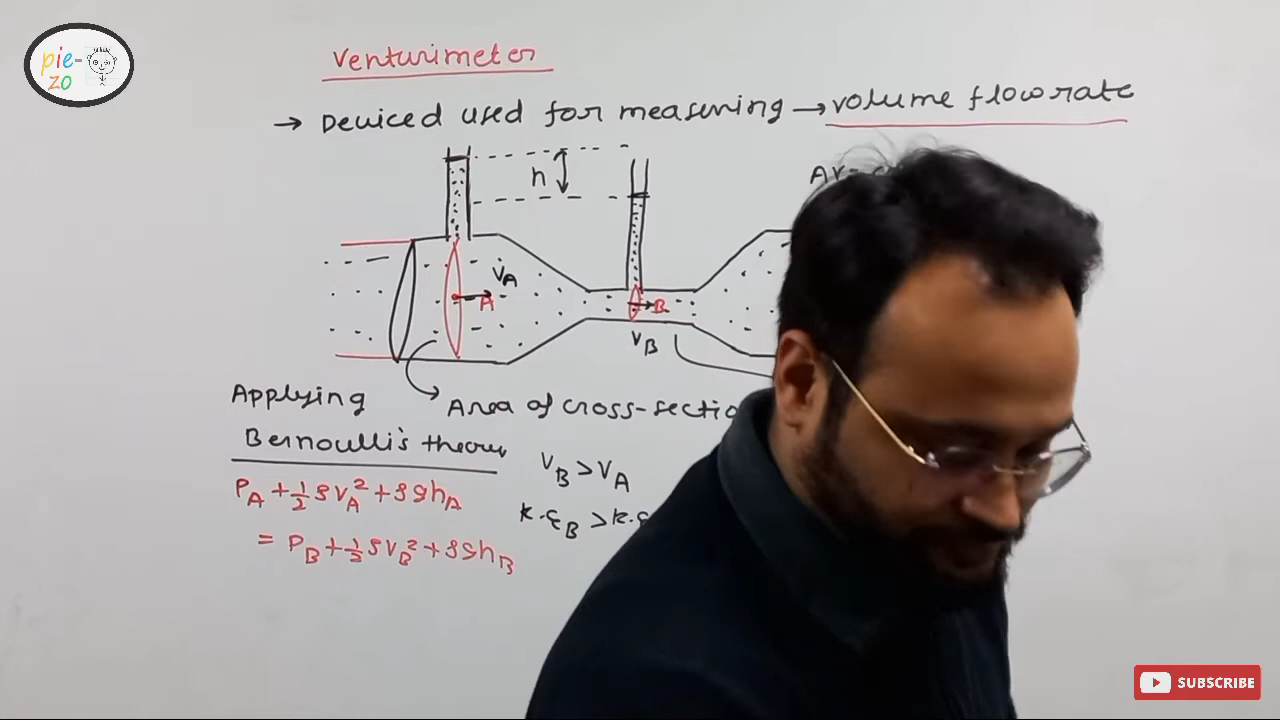 pie-
zo
Venturimeter
→ Deviced used for measuring → volume flow rate
h
VA
A
B
VB
Applying
Area of cross-sectio
Bernoulli's theory
VB > VA
PA + 1/2 ρVA² + ρghA
K.EB > K.E
= PB + 1/2 ρVB² + ρghB
SUBSCRIBE